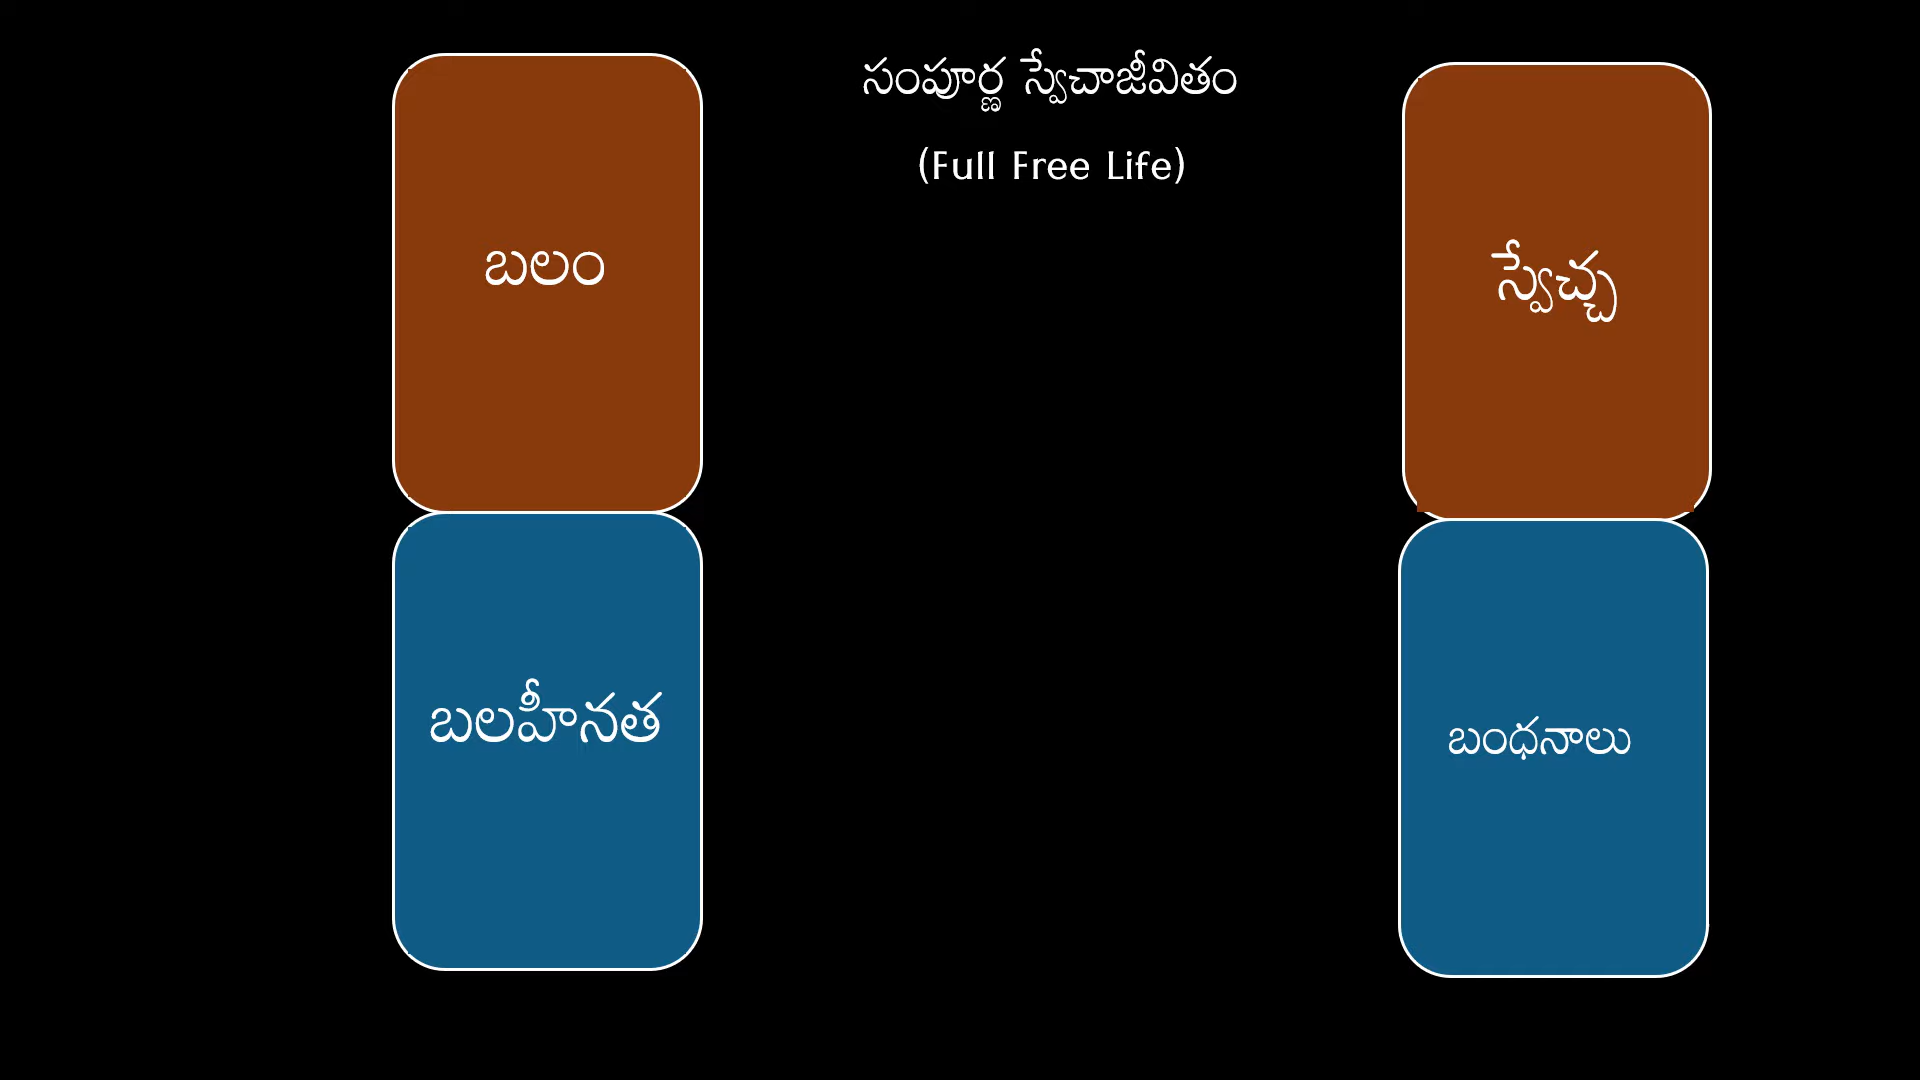 సంపూర్ణ స్వేచాజీవితం
(Full Free Life)
బలం
స్వేచ్చ
బలహీనత
బంధనాలు